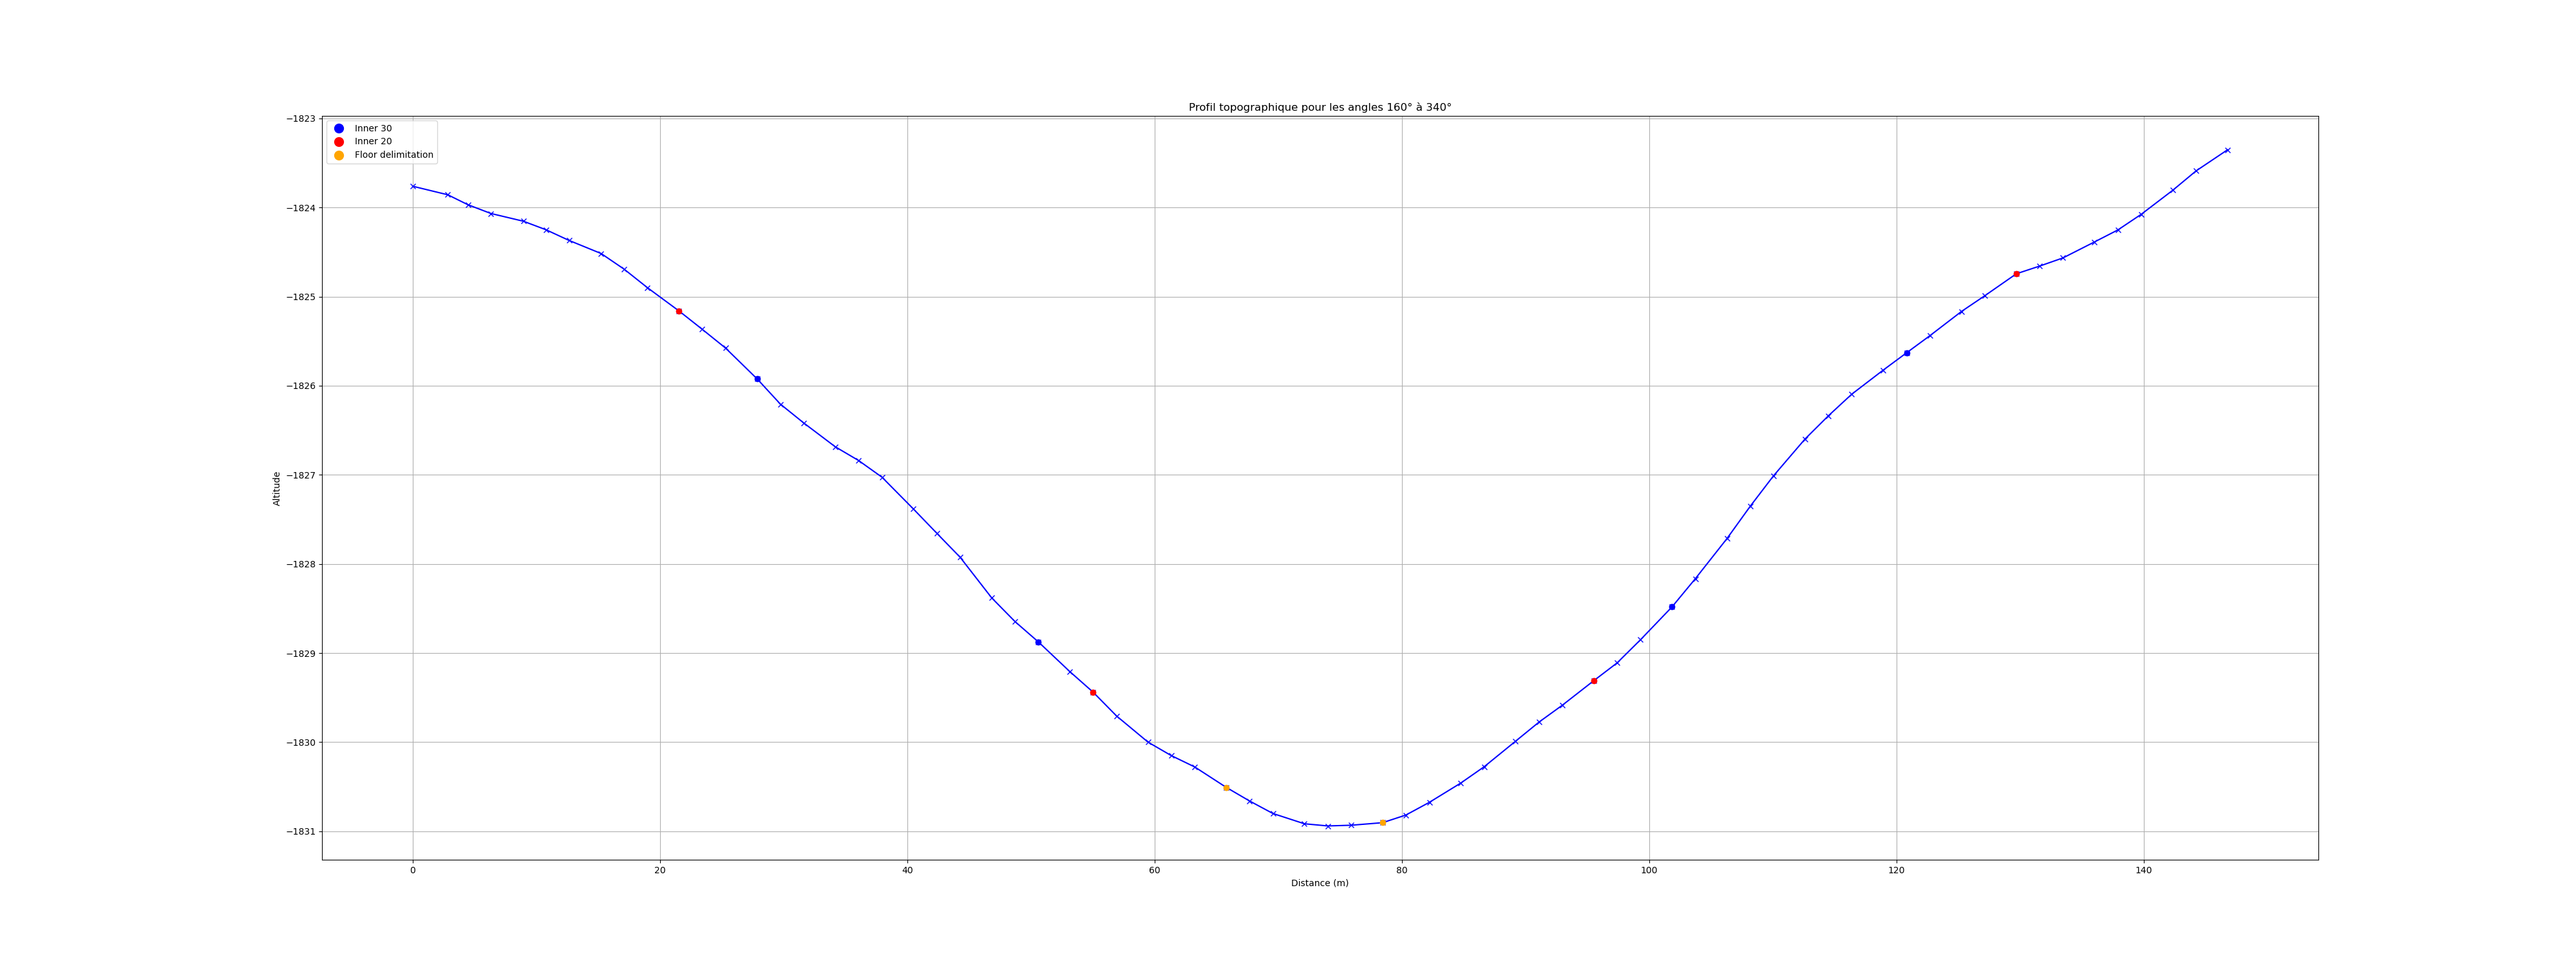 Profil topographique pour les angles 160° à 340°
Inner 30
Inner 20
Floor delimitation
−1823
−1824
−1825
−1826
−1827
−1828
−1829
−1830
−1831
Altitude
0 20 40 60 80 100 120 140
Distance (m)